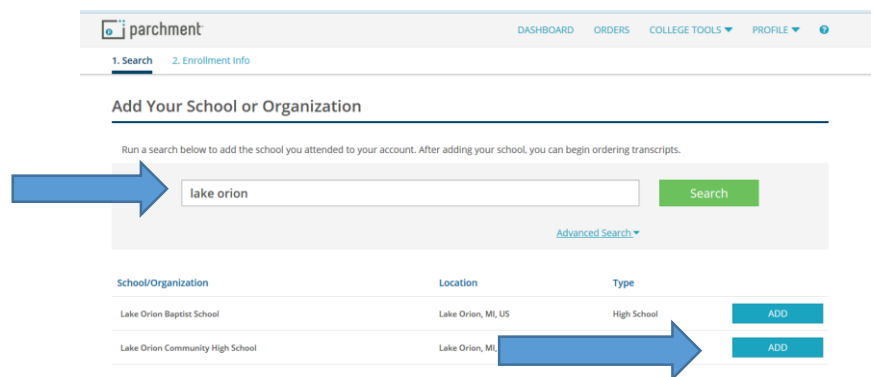 parchment DASHBOARD ORDERS COLLEGE TOOLS PROFILE ?
1. Search 2. Enrollment Info
Add Your School or Organization
Run a search below to add the school you attended to your account. After adding your school, you can begin ordering transcripts.
lake orion Search
Advanced Search
School/Organization Location Type
Lake Orion Baptist School Lake Orion, MI, US High School ADD
Lake Orion Community High School Lake Orion, MI, ADD